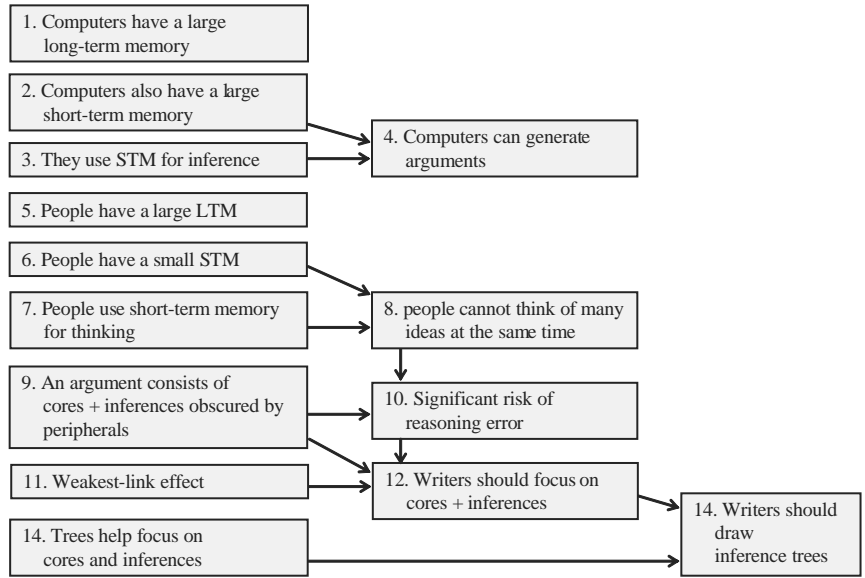 1. Computers have a large
long-term memory
2. Computers also have a large
short-term memory
4. Computers can generate
arguments
3. They use STM for inference
5. People have a large LTM
6. People have a small STM
7. People use short-term memory
for thinking
8. people cannot think of many
ideas at the same time
9. An argument consists of
cores + inferences obscured by
peripherals
10. Significant risk of
reasoning error
11. Weakest-link effect
12. Writers should focus on
cores + inferences
14. Trees help focus on
cores and inferences
14. Writers should
draw
inference trees